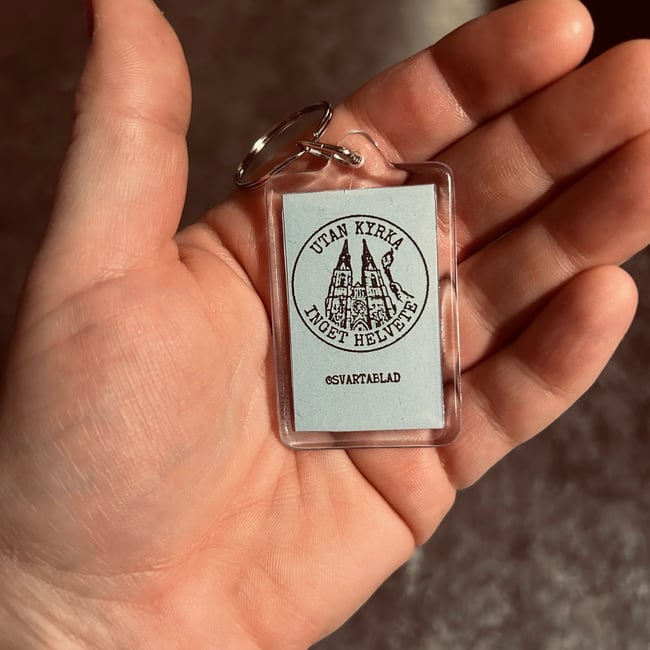 UTAN KYRKA
INGET HELVETE
@SVARTABLAD